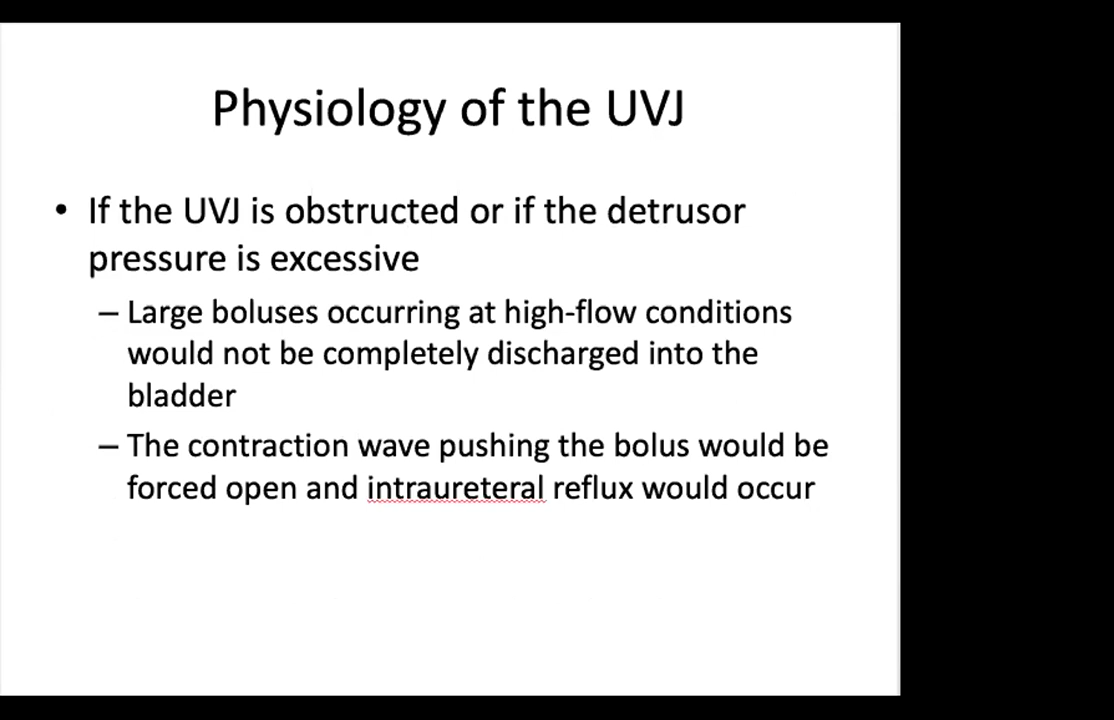 Physiology of the UVJ
• If the UVJ is obstructed or if the detrusor
pressure is excessive
– Large boluses occurring at high-flow conditions
would not be completely discharged into the
bladder
– The contraction wave pushing the bolus would be
forced open and intraureteral reflux would occur